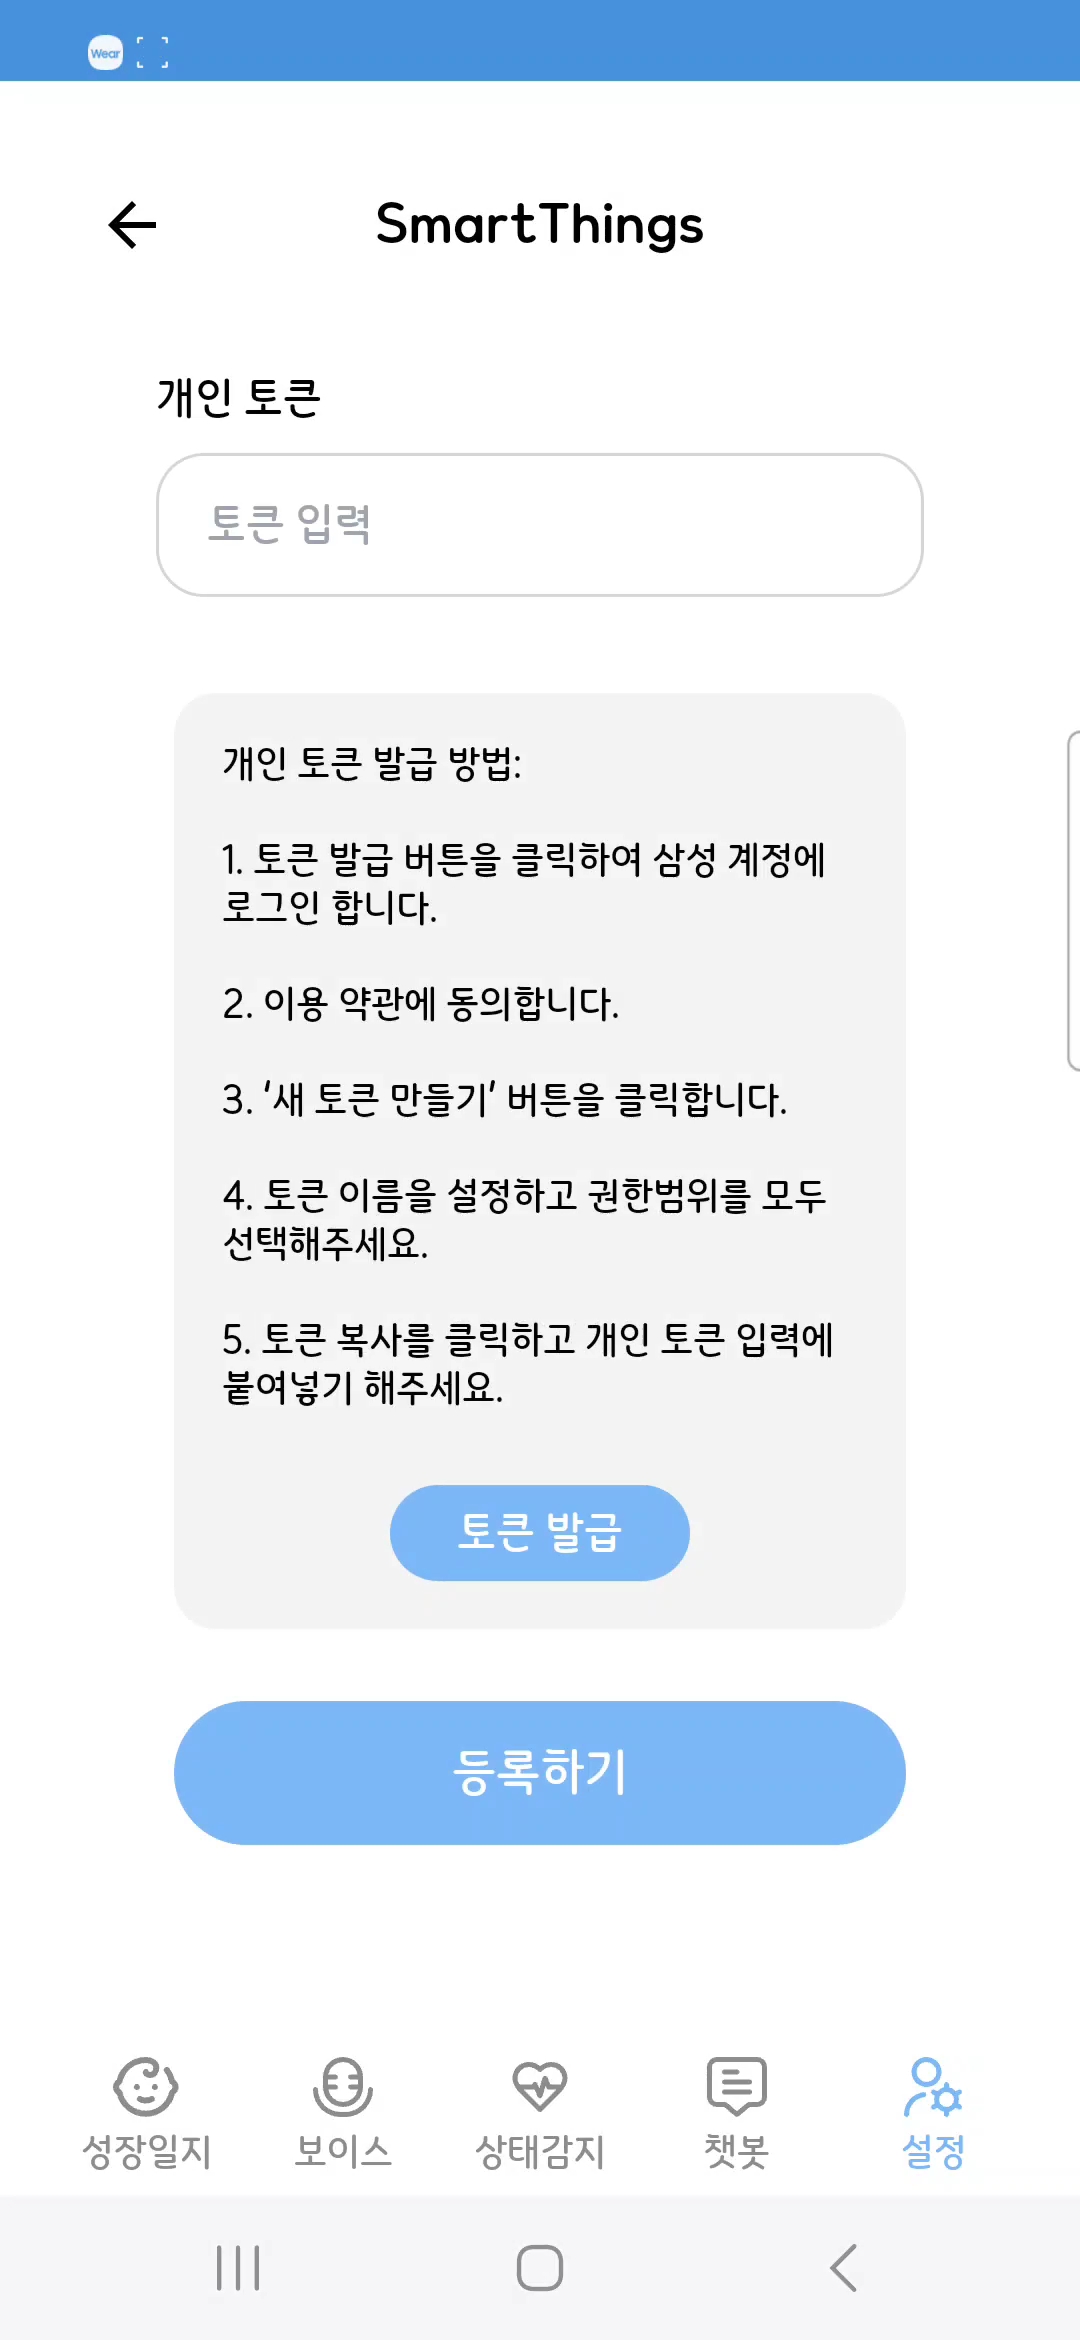 Wear
SmartThings
개인 토큰
토큰 입력
개인 토큰 발급 방법:
1. 토큰 발급 버튼을 클릭하여 삼성 계정에
로그인 합니다.
2. 이용 약관에 동의합니다.
3. '새 토큰 만들기' 버튼을 클릭합니다.
4. 토큰 이름을 설정하고 권한범위를 모두
선택해주세요.
5. 토큰 복사를 클릭하고 개인 토큰 입력에
붙여넣기 해주세요.
토큰 발급
등록하기
성장일지
보이스
상태감지
챗봇
설정